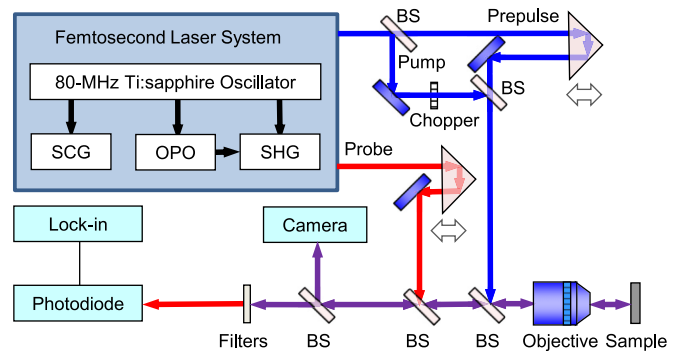 BS
Prepulse
Femtosecond Laser System
Pump
80-MHz Ti:sapphire Oscillator
BS
Chopper
SCG
OPO
SHG
Probe
Lock-in
Camera
Photodiode
Filters
BS
BS
BS
Objective
Sample